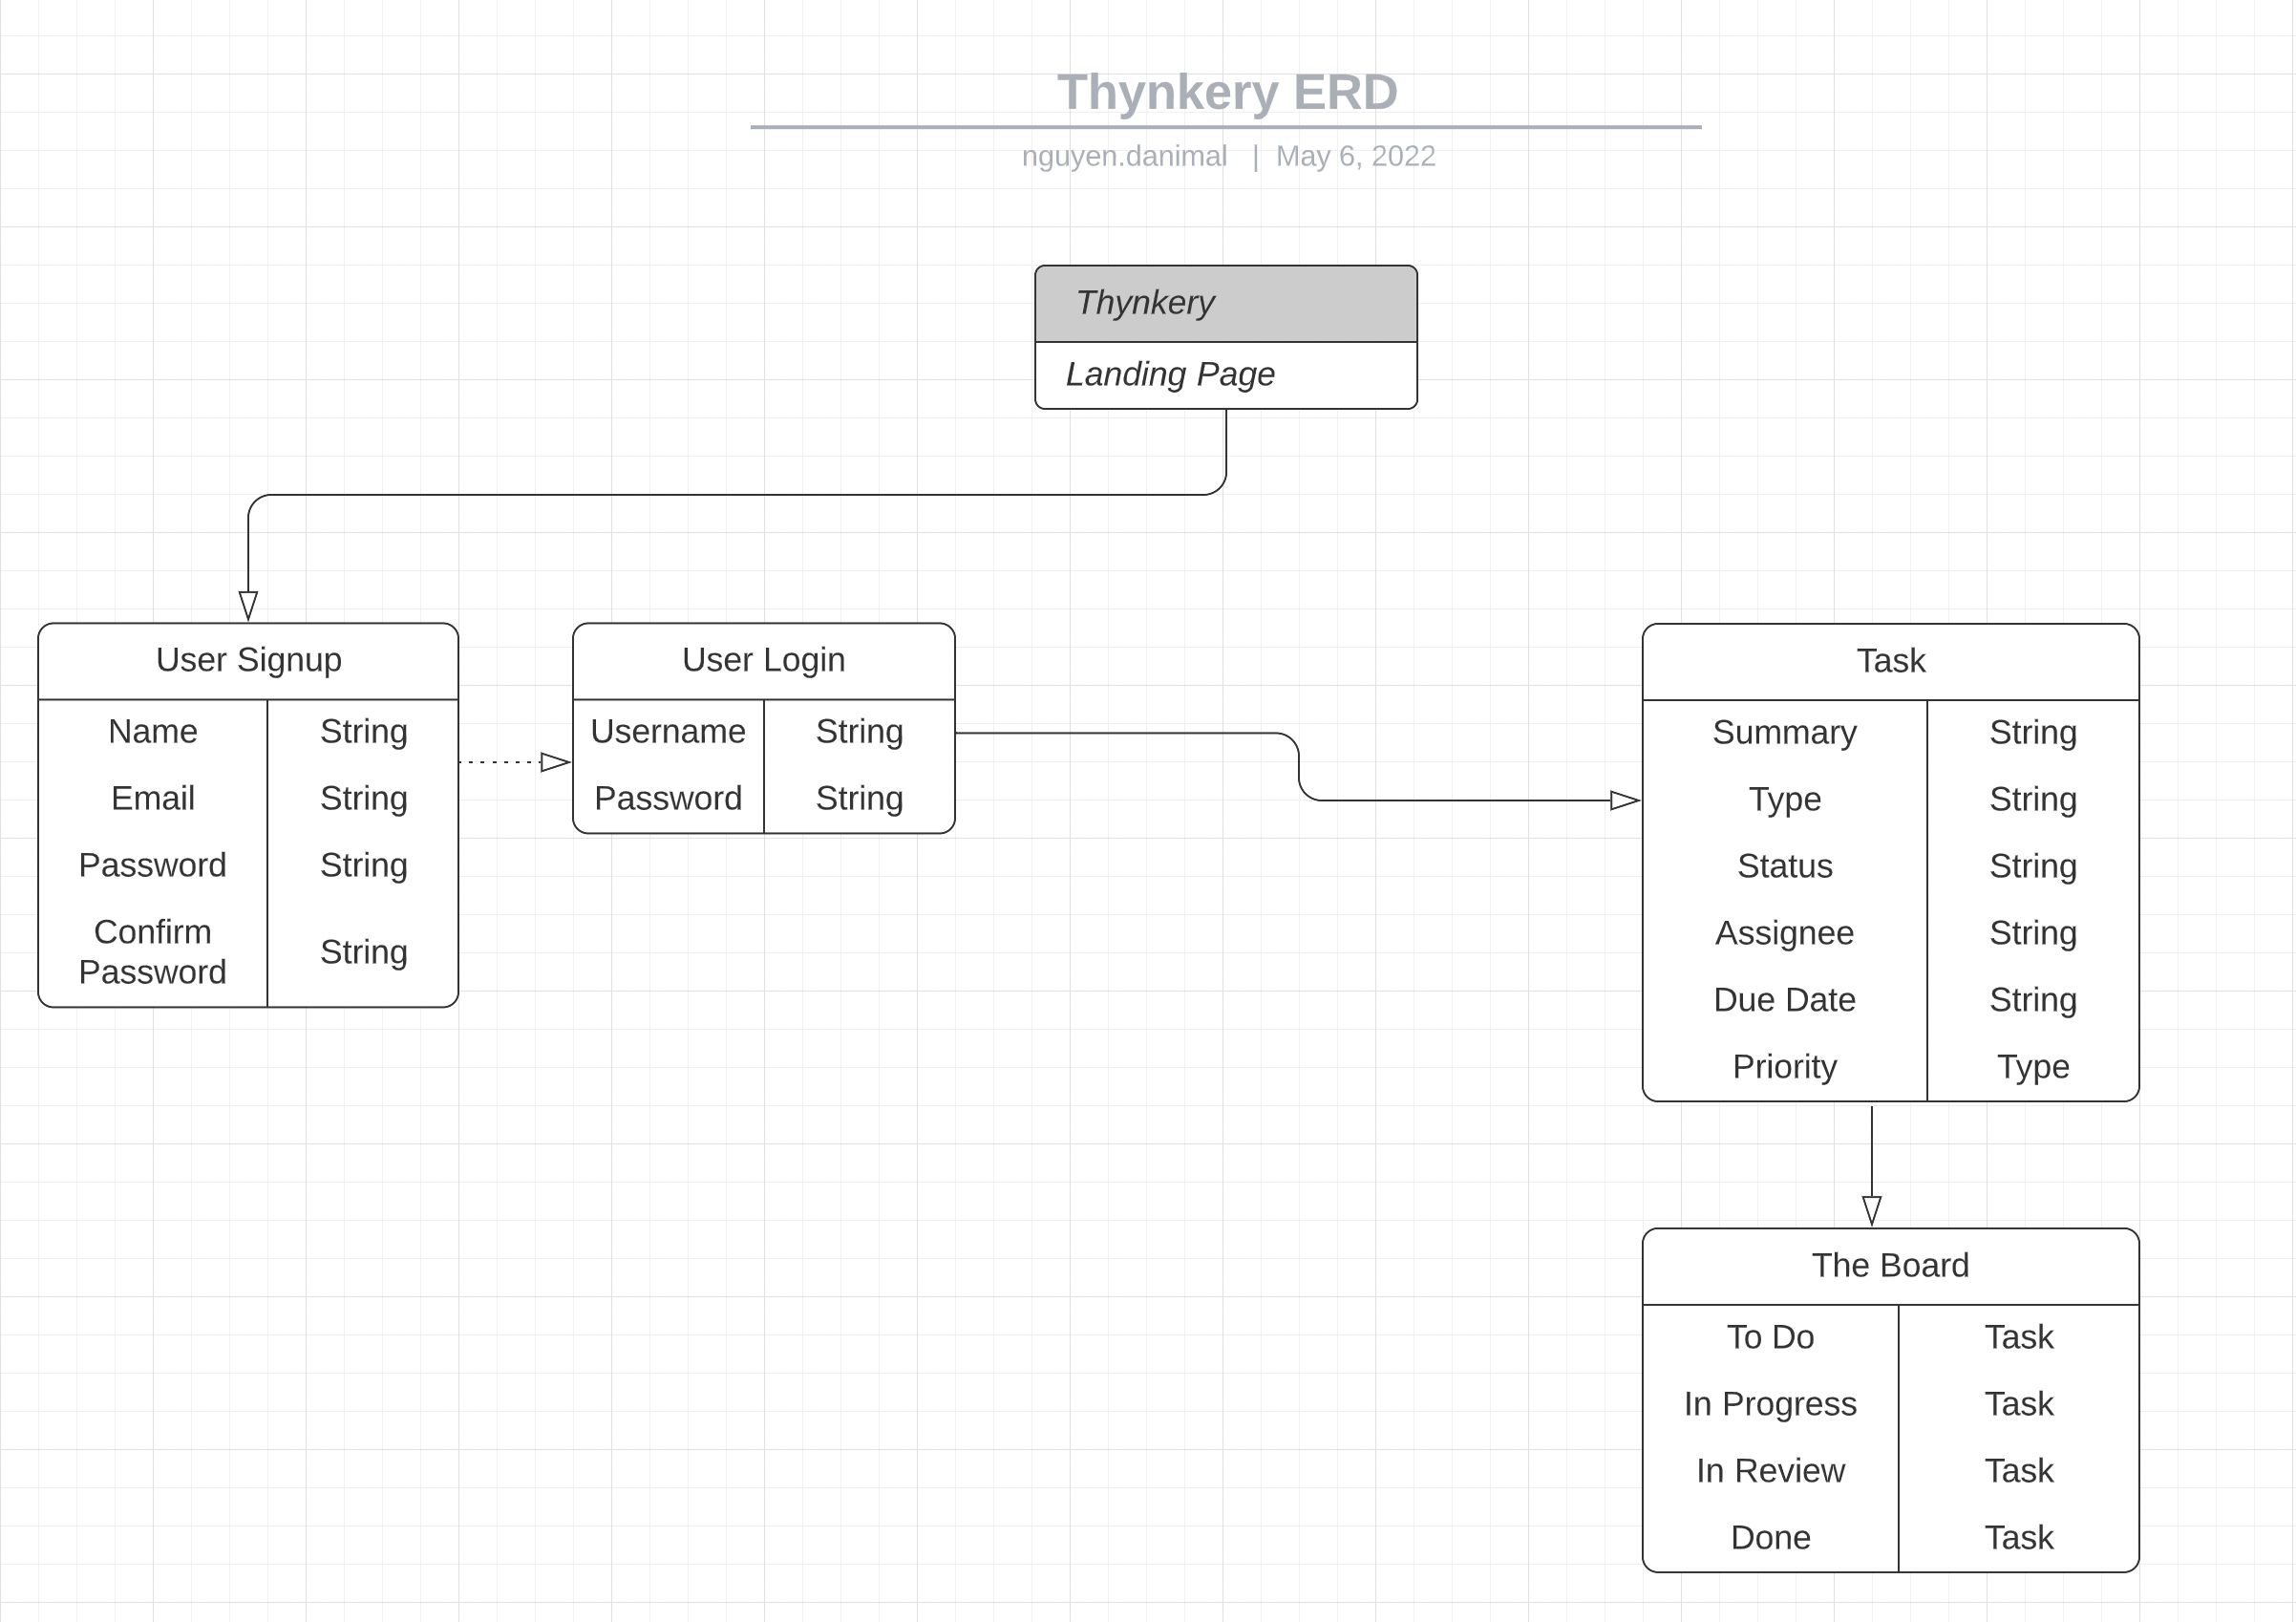 Thynkery ERD
nguyen.danimal | May 6, 2022
Thynkery
Landing Page
User Signup
Name String
Email String
Password String
Confirm
Password
String
User Login
Username String
Password String
Task
Summary String
Type String
Status String
Assignee String
Due Date String
Priority Type
The Board
To Do Task
In Progress Task
In Review Task
Done Task